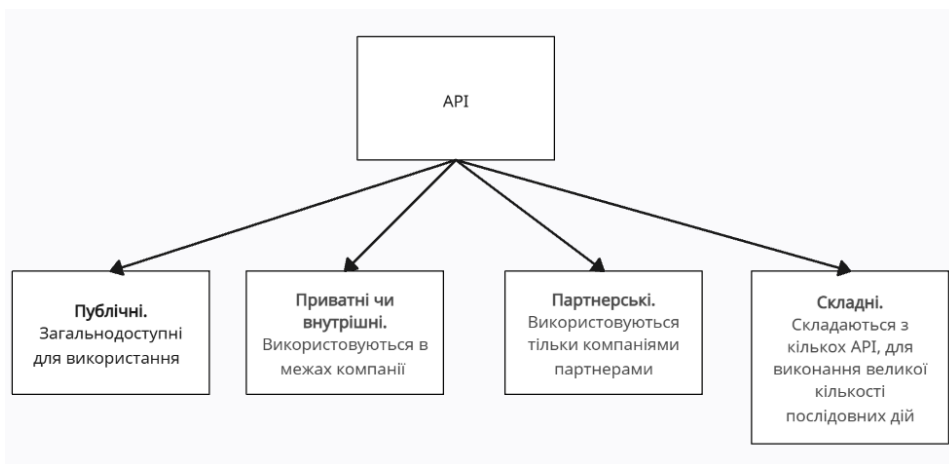 API
Публічні.
Загальнодоступні
для використання
Приватні чи
внутрішні.
Використовуються в
межах компанії
Партнерські.
Використовуються
тільки компаніями
партнерами
Складні.
Складаються з
кількох API, для
виконання великої
кількості
послідовних дій